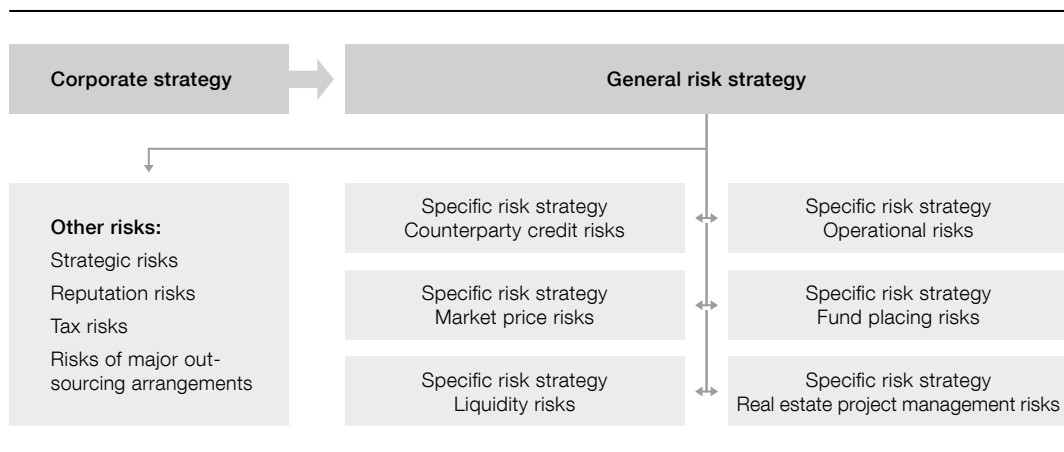 Corporate strategy
General risk strategy
Other risks:
Strategic risks
Reputation risks
Tax risks
Risks of major out-
sourcing arrangements
Specific risk strategy
Counterparty credit risks
Specific risk strategy
Operational risks
Specific risk strategy
Market price risks
Specific risk strategy
Fund placing risks
Specific risk strategy
Liquidity risks
Specific risk strategy
Real estate project management risks